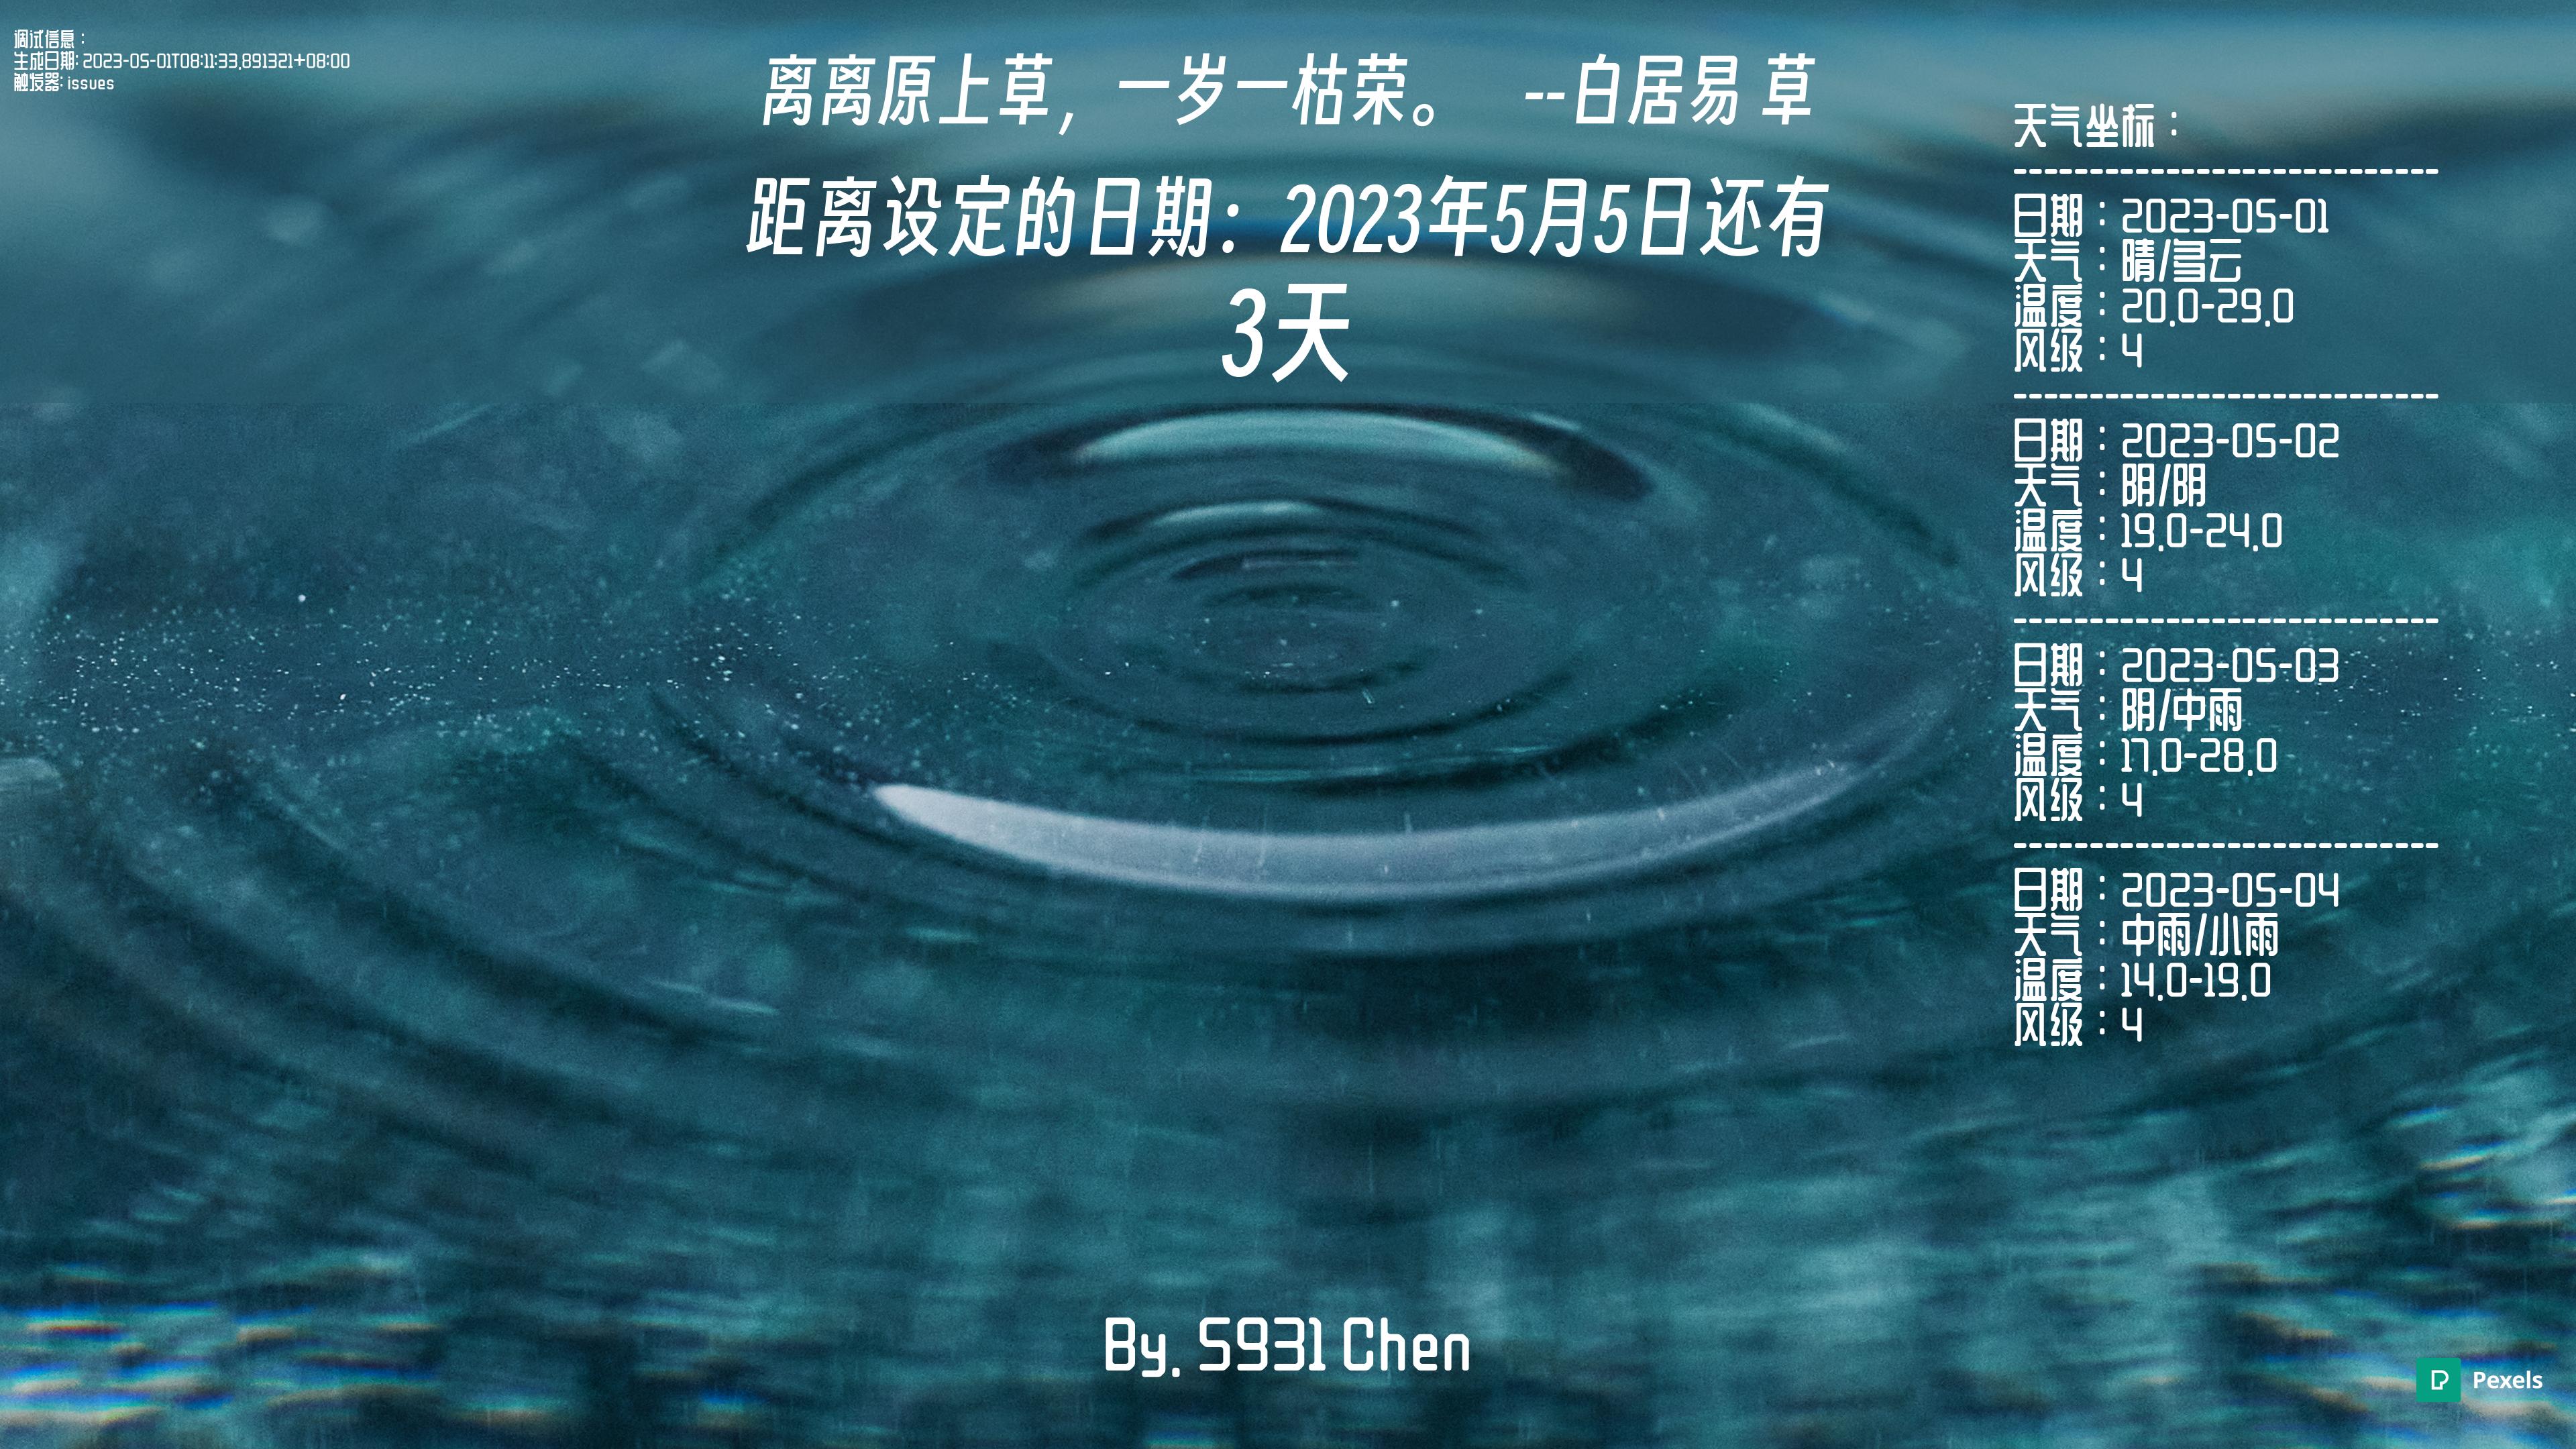 调试信息：
生成日期: 2023-05-01T08:11:33.891321+08:00
触发器: issues
离离原上草，一岁一枯荣。 --白居易 草
距离设定的日期：2023年5月5日还有
3天
天气坐标：
----------------------------
日期：2023-05-01
天气：晴/多云
温度：20.0-29.0
风级：4
----------------------------
日期：2023-05-02
天气：阴/阴
温度：19.0-24.0
风级：4
----------------------------
日期：2023-05-03
天气：阴/中雨
温度：17.0-28.0
风级：4
----------------------------
日期：2023-05-04
天气：中雨/小雨
温度：14.0-19.0
风级：4
By. S931 Chen
Pexels